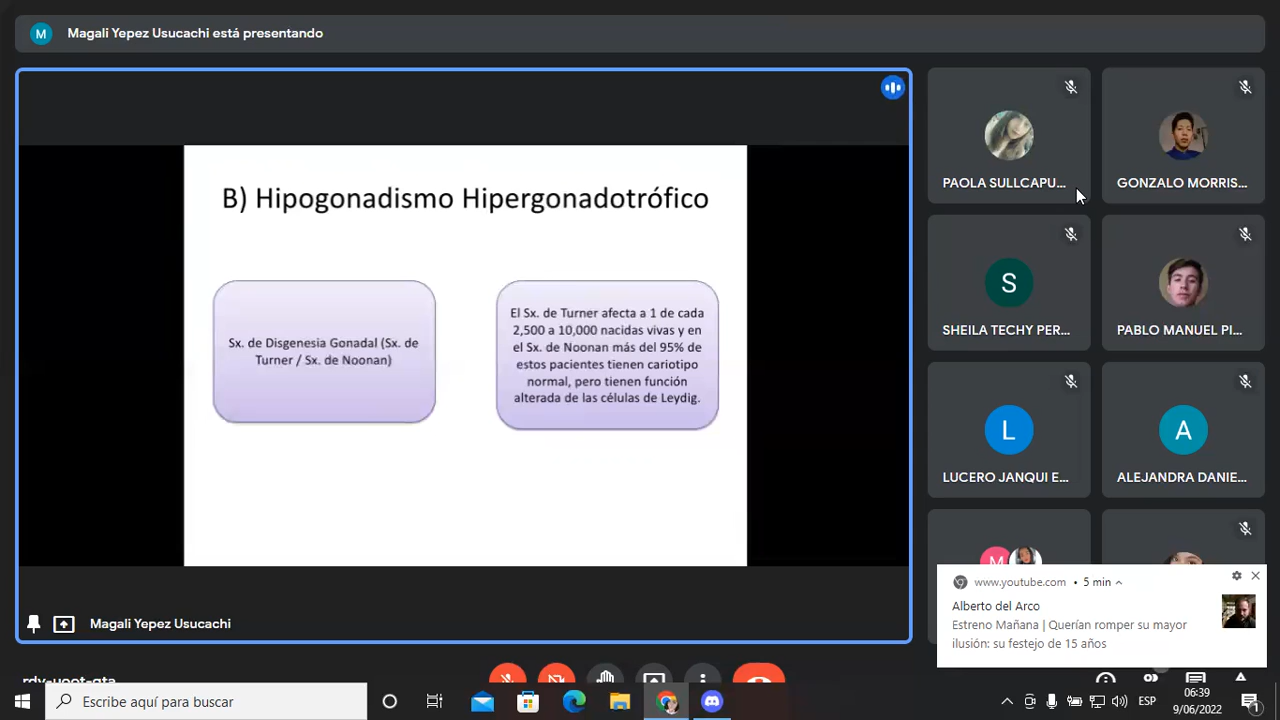 M
Magali Yepez Usucachi está presentando
B) Hipogonadismo Hipergonadotrófico
Sx. de Disgenesia Gonadal (Sx. de
Turner / Sx. de Noonan)
El Sx. de Turner afecta a 1 de cada
2,500 a 10,000 nacidas vivas y en
el Sx. de Noonan más del 95% de
estos pacientes tienen cariotipo
normal, pero tienen función
alterada de las células de Leydig.
Magali Yepez Usucachi
PAOLA SULLCAPU...
GONZALO MORRIS...
S
SHEILA TECHY PER...
PABLO MANUEL PI...
L
LUCERO JANQUI E...
A
ALEJANDRA DANIE...
M
www.youtube.com • 5 min
Alberto del Arco
Estreno Mañana | Querían romper su mayor
ilusión: su festejo de 15 años
Escribe aquí para buscar
ESP
06:39
9/06/2022
1